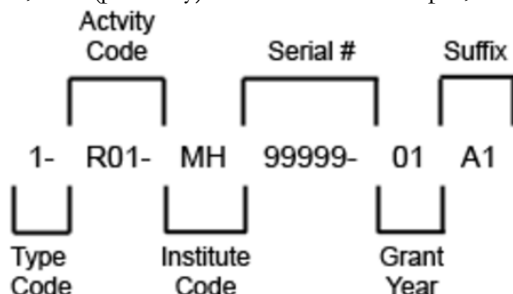 Actvity
Code Serial # Suffix
1- R01- MH 99999- 01 A1
Type Institute Grant
Code Code Year